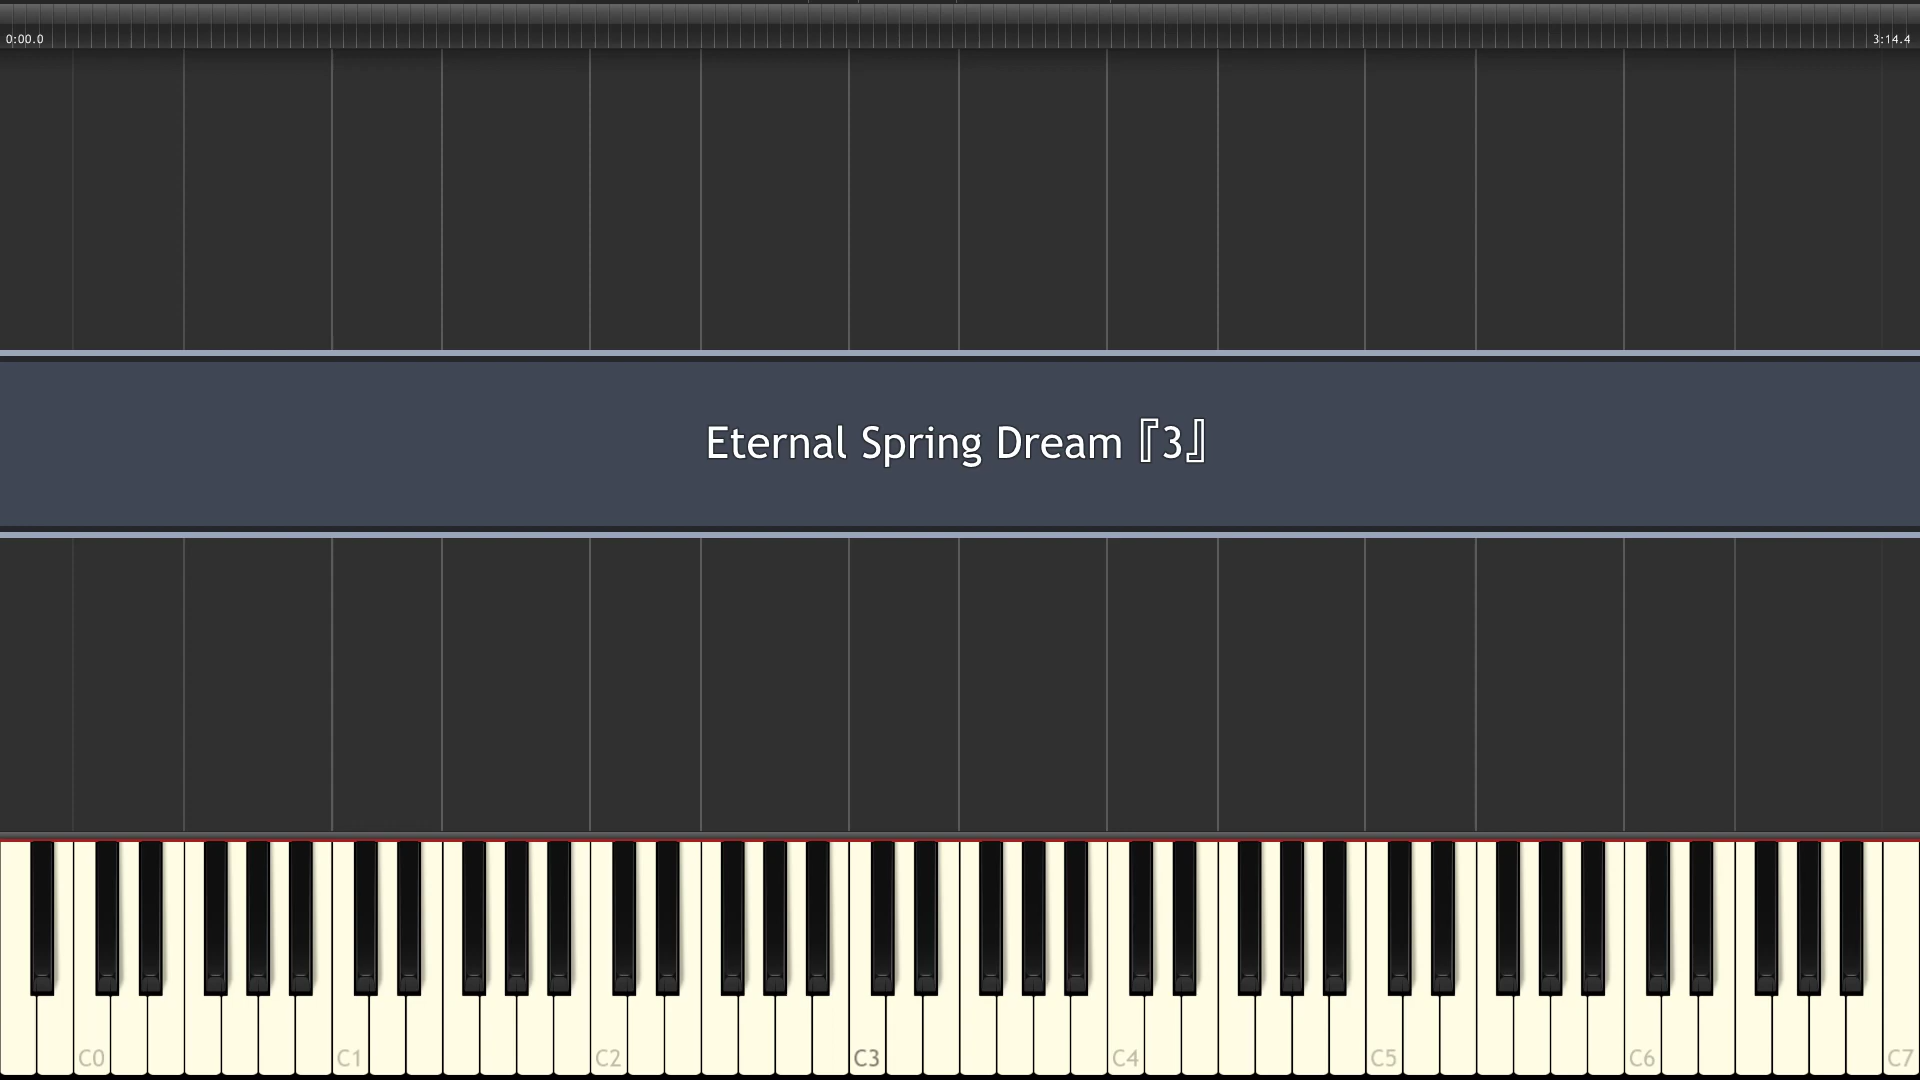 0:00.0
3:14.4
Eternal Spring Dream『3』
C0 C1 C2 C3 C4 C5 C6 C7